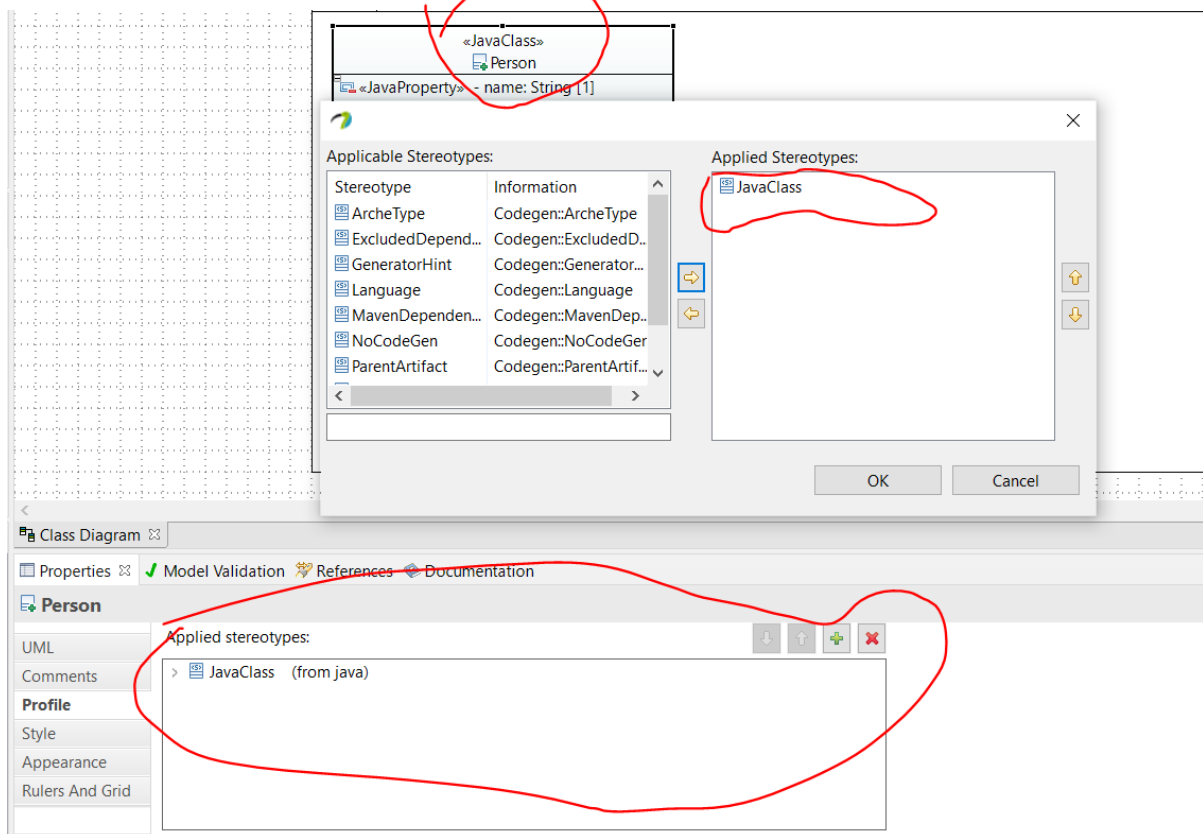 «JavaClass»
Person
«JavaProperty» - name: String [1]
Applicable Stereotypes:
Applied Stereotypes:
Stereotype Information
JavaClass
ArcheType Codegen::ArcheType
ExcludedDepend... Codegen::ExcludedD...
GeneratorHint Codegen::Generator...
Language Codegen::Language
MavenDependen... Codegen::MavenDep...
NoCodeGen Codegen::NoCodeGen
ParentArtifact Codegen::ParentArtif...
OK
Cancel
Class Diagram
Properties Model Validation References Documentation
Person
UML
Comments
Profile
Style
Appearance
Rulers And Grid
Applied stereotypes:
JavaClass (from java)